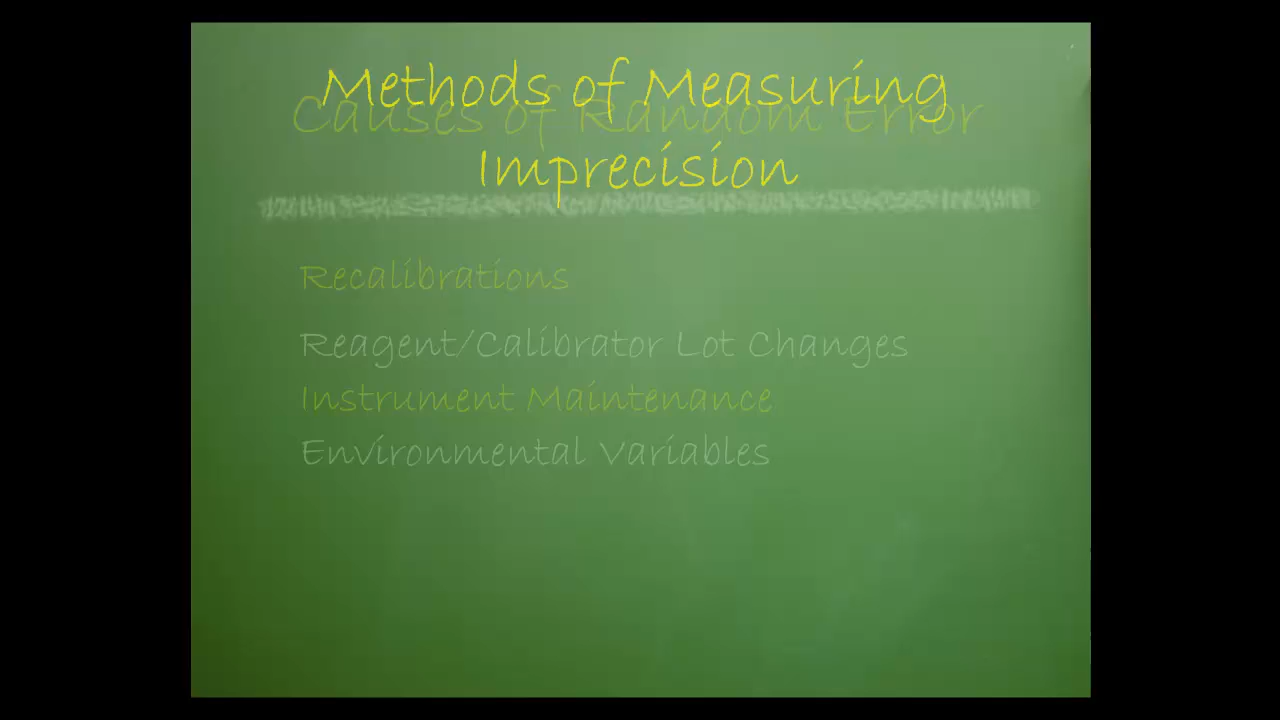 Methods of Measuring
Causes of Random Error
Imprecision
Recalibrations
Reagent/Calibrator Lot Changes
Instrument Maintenance
Environmental Variables